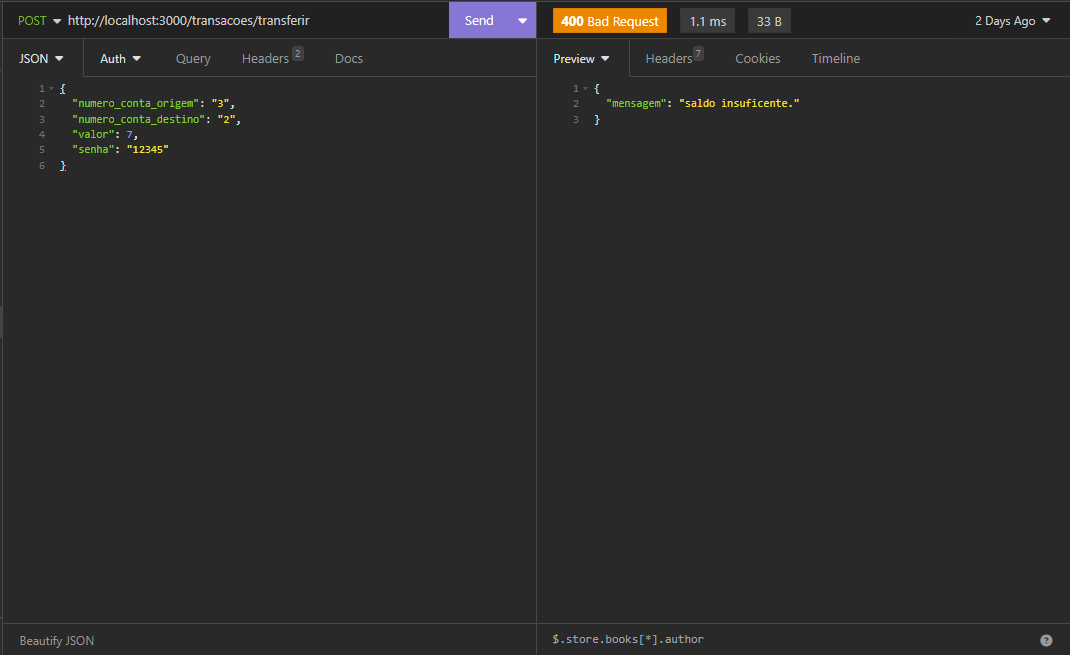 POST http://localhost:3000/transacoes/transferir Send 400 Bad Request 1.1 ms 33 B 2 Days Ago
JSON Auth Query Headers 2 Docs
Preview Headers 7 Cookies Timeline
1 {
2 "numero_conta_origem": "3",
3 "numero_conta_destino": "2",
4 "valor": 7,
5 "senha": "12345"
6 }
1 {
2 "mensagem": "saldo insuficente."
3 }
Beautify JSON
$.store.books[*].author ?